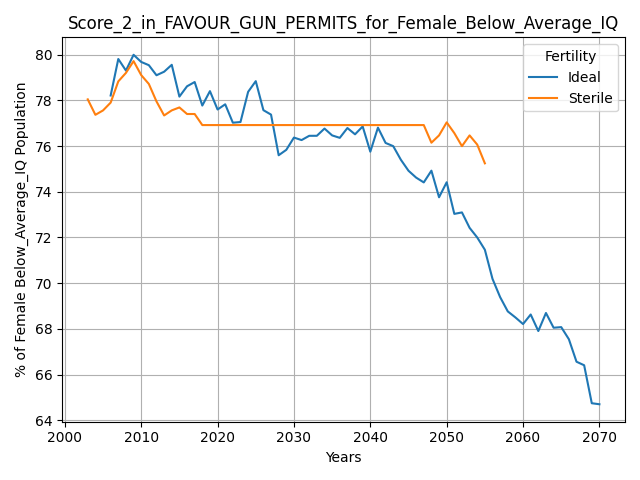 Score_2_in_FAVOUR_GUN_PERMITS_for_Female_Below_Average_IQ
% of Female Below_Average_IQ Population
80
78
76
74
72
70
68
66
64
Fertility
Ideal
Sterile
2000 2010 2020 2030 2040 2050 2060 2070
Years